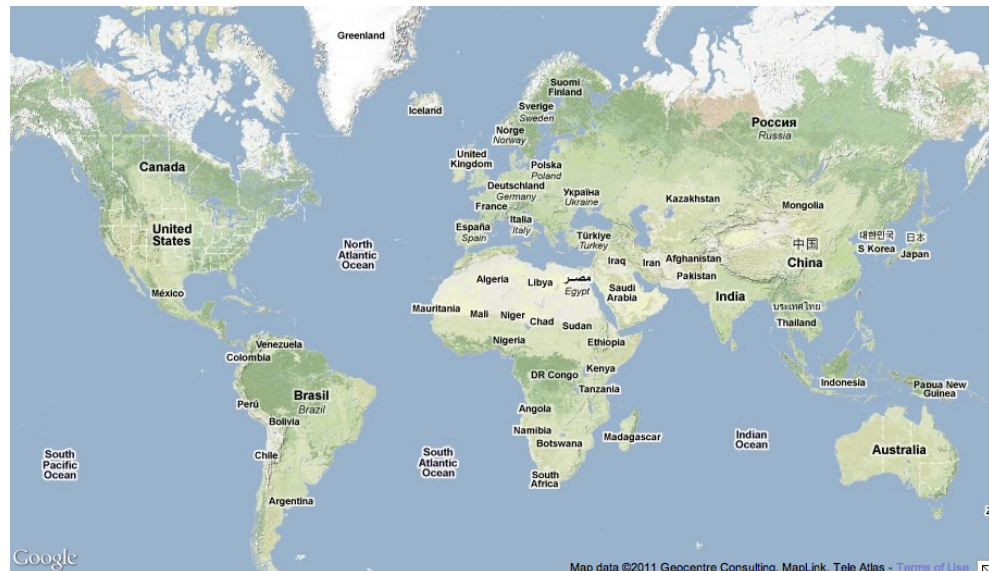 Greenland
Iceland
Suomi
Finland
Sverige
Sweden
Norge
Norway
Россия
Russia
United
Kingdom
Polska
Poland
Canada
Deutschland
Germany
Україна
Ukraine
Kazakhstan
Mongolia
France
Italia
Italy
España
Spain
Türkiye
Turkey
United
States
North
Atlantic
Ocean
中国
China
대한민국
S Korea
日本
Japan
Iraq
Iran
Afghanistan
Pakistan
Algeria
Libya
مصر
Egypt
Saudi
Arabia
India
México
Mauritania
Mali
Niger
Chad
Sudan
ประเทศไทย
Thailand
Nigeria
Ethiopia
Venezuela
Colombia
Kenya
DR Congo
Tanzania
Indonesia
Papua New
Guinea
Brasil
Brazil
Perú
Bolivia
Angola
Namibia
Botswana
Madagascar
Indian
Ocean
South
Pacific
Ocean
Chile
South
Atlantic
Ocean
South
Africa
Australia
Argentina
Google
Map data ©2011 Geocentre Consulting, MapLink, Tele Atlas - Terms of Use